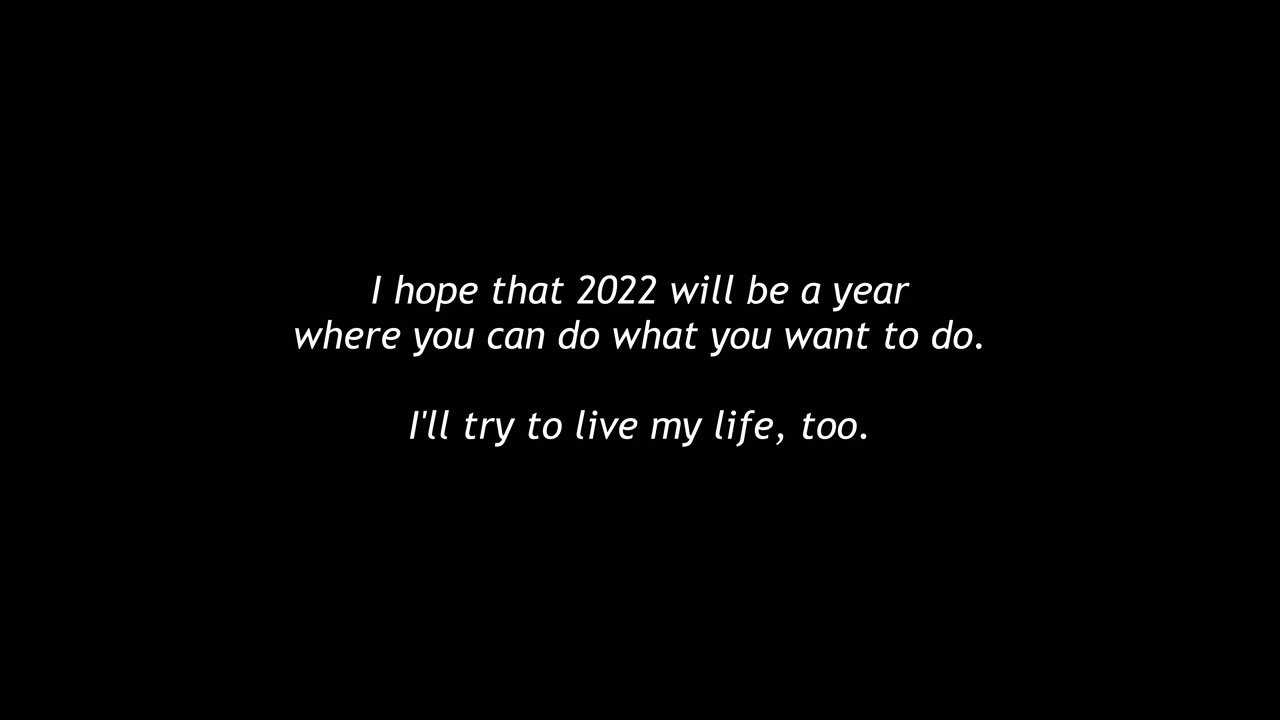 I hope that 2022 will be a year
where you can do what you want to do.
I'll try to live my life, too.